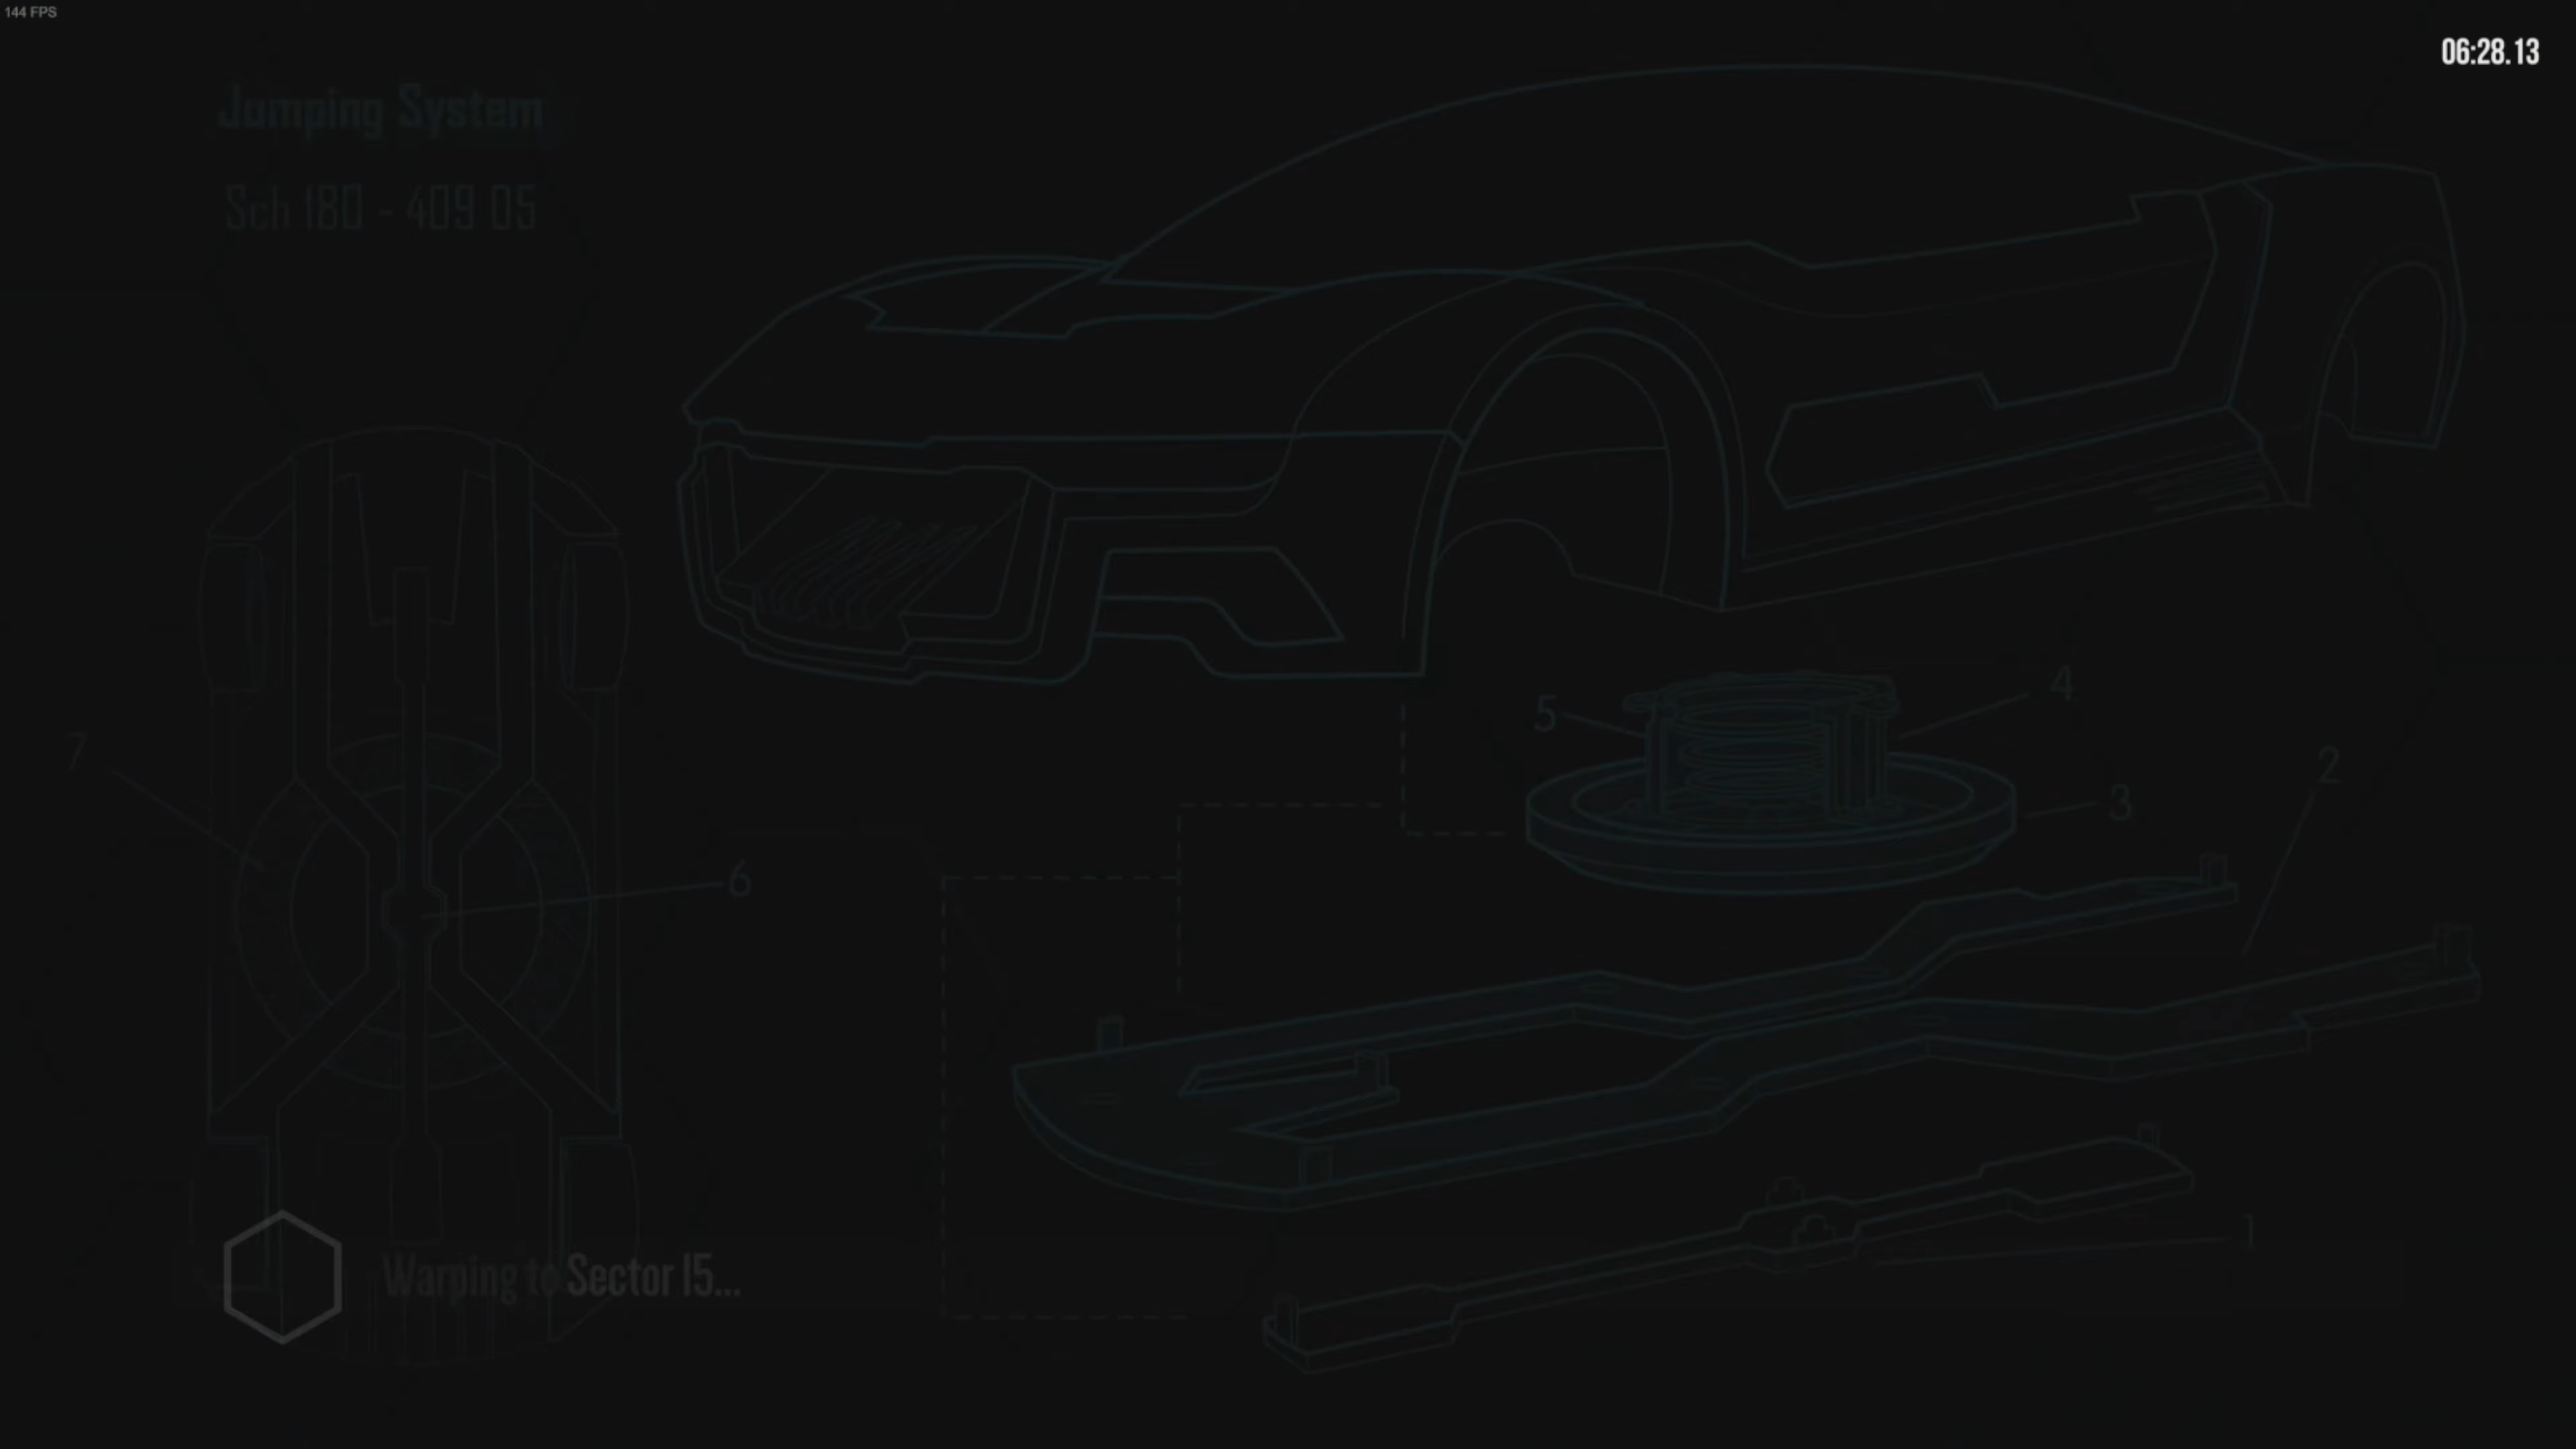 144 FPS
06:28.13
Jumping System
Sch 180 - 409 05
5
4
7
2
3
6
1
Warping to Sector 15...